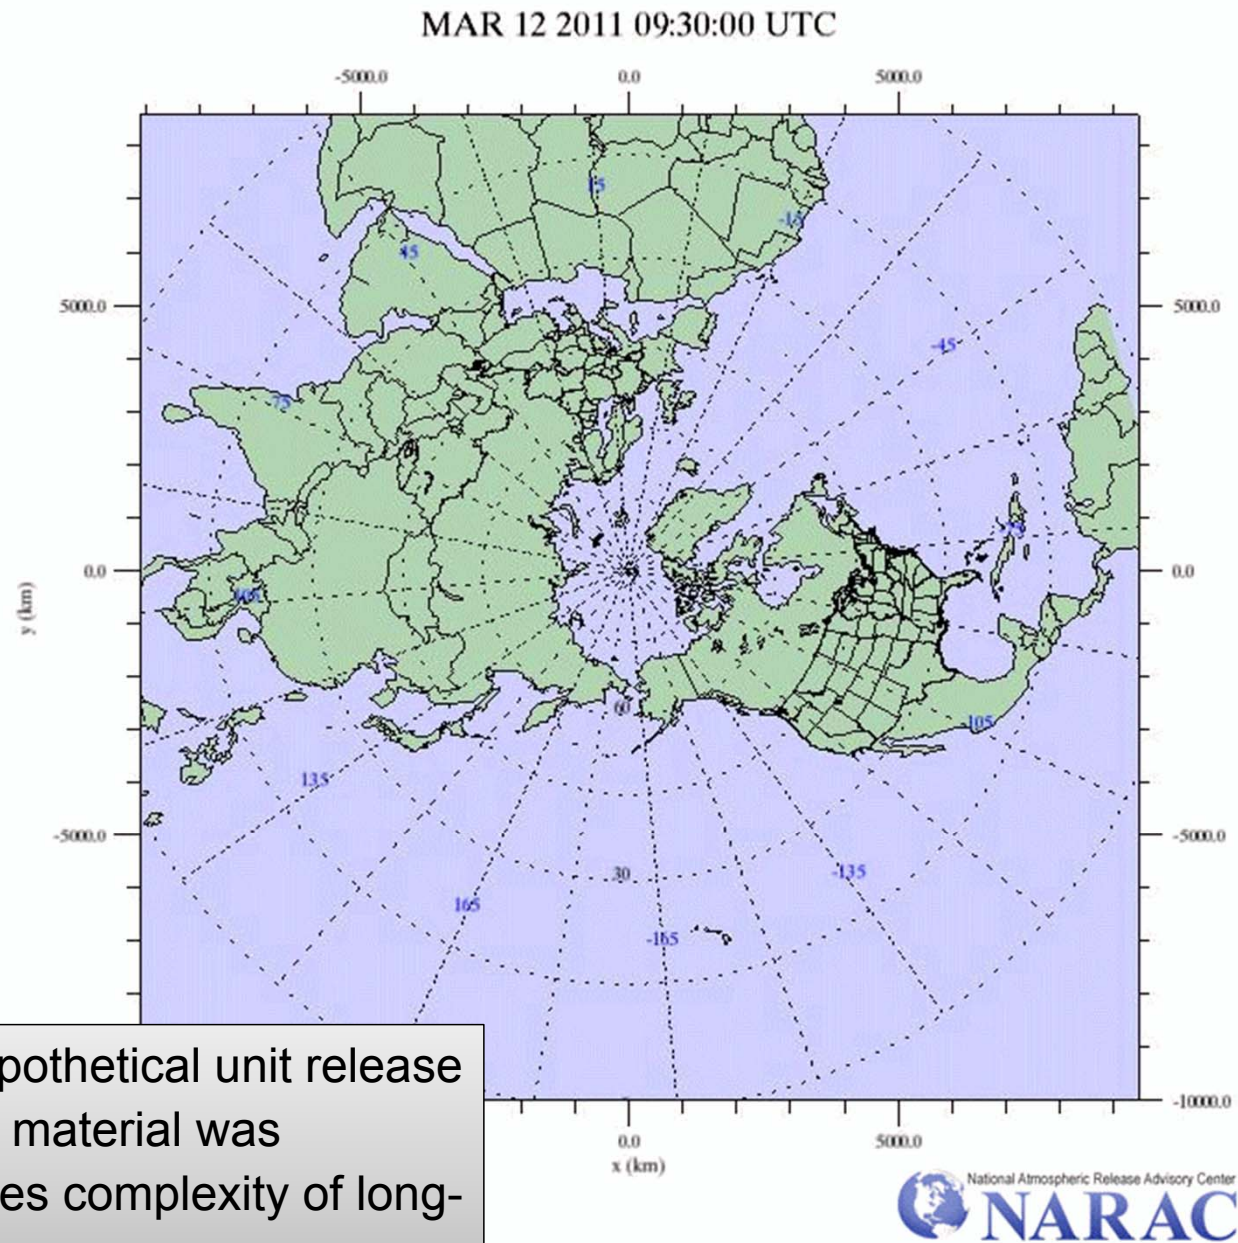 MAR 12 2011 09:30:00 UTC
-5000.0 0.0 5000.0
15
-15
45
5000.0 5000.0
-45
75
-75
0.0 0.0
105
y (km)
60
-105
135
-5000.0 -5000.0
30 -135
165
-165
pothetical unit release
material was
es complexity of long-
-10000.0
0.0 5000.0
x (km)
National Atmospheric Release Advisory Center
NARAC